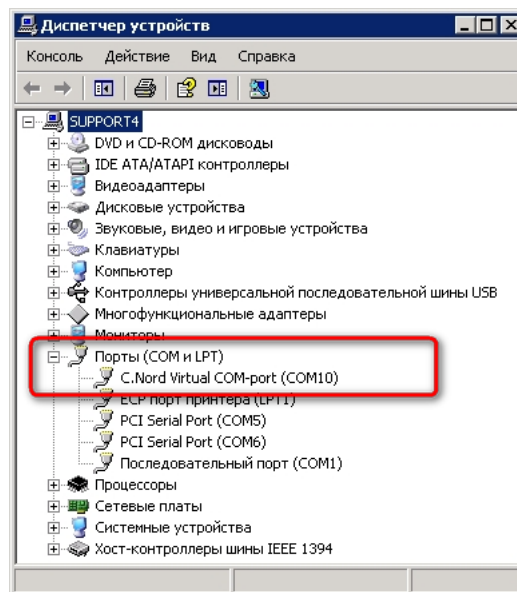 Диспетчер устройств
Консоль Действие Вид Справка
SUPPORT4
DVD и CD-ROM дисководы
IDE ATA/ATAPI контроллеры
Видеоадаптеры
Дисковые устройства
Звуковые, видео и игровые устройства
Клавиатуры
Компьютер
Контроллеры универсальной последовательной шины USB
Многофункциональные адаптеры
Мониторы
Порты (COM и LPT)
C.Nord Virtual COM-port (COM10)
ECP порт принтера (LPT1)
PCI Serial Port (COM5)
PCI Serial Port (COM6)
Последовательный порт (COM1)
Процессоры
Сетевые платы
Системные устройства
Хост-контроллеры шины IEEE 1394